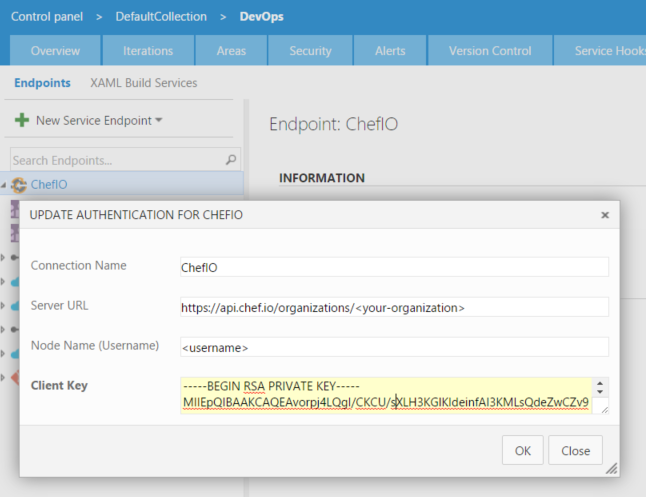 Control panel > DefaultCollection > DevOps
Overview Iterations Areas Security Alerts Version Control Service Hooks
Endpoints XAML Build Services
New Service Endpoint
Endpoint: ChefIO
Search Endpoints...
ChefIO
INFORMATION
UPDATE AUTHENTICATION FOR CHEFIO
Connection Name ChefIO
Server URL https://api.chef.io/organizations/<your-organization>
Node Name (Username) <username>
Client Key -----BEGIN RSA PRIVATE KEY-----
MIIEpQIBAAKCAQEAvorpj4LQgI/CKCU/sXLH3KGIKIdeinfAI3KMLsQdeZwCZv9
OK Close